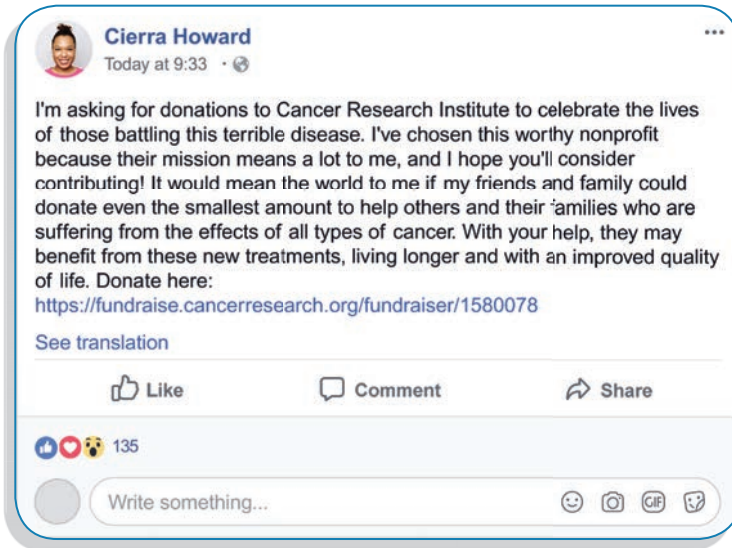 Cierra Howard
Today at 9:33 ·
I'm asking for donations to Cancer Research Institute to celebrate the lives
of those battling this terrible disease. I've chosen this worthy nonprofit
because their mission means a lot to me, and I hope you'll consider
contributing! It would mean the world to me if my friends and family could
donate even the smallest amount to help others and their families who are
suffering from the effects of all types of cancer. With your help, they may
benefit from these new treatments, living longer and with an improved quality
of life. Donate here:
https://fundraise.cancerresearch.org/fundraiser/1580078
See translation
Like Comment Share
135
Write something... GIF